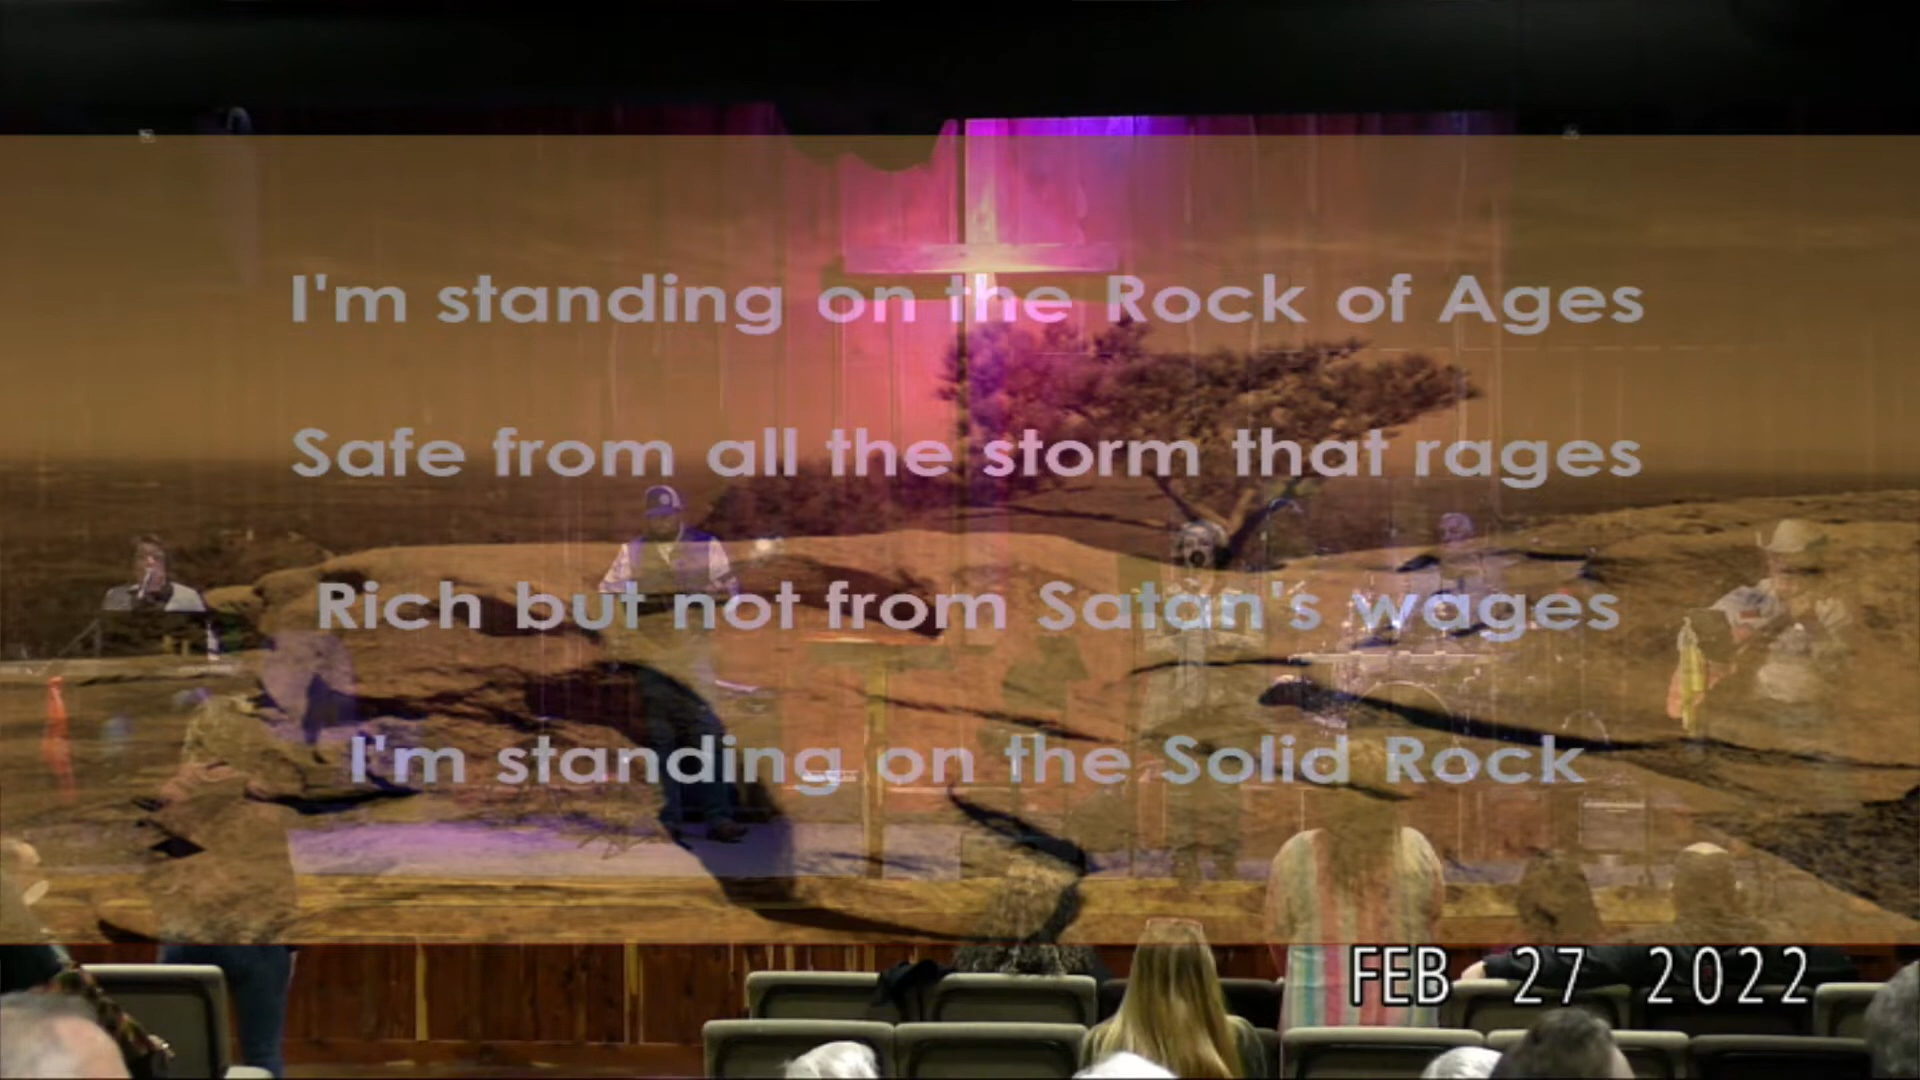 I'm standing on the Rock of Ages
Safe from all the storm that rages
Rich but not from Satan's wages
I'm standing on the Solid Rock
FEB 27 2022